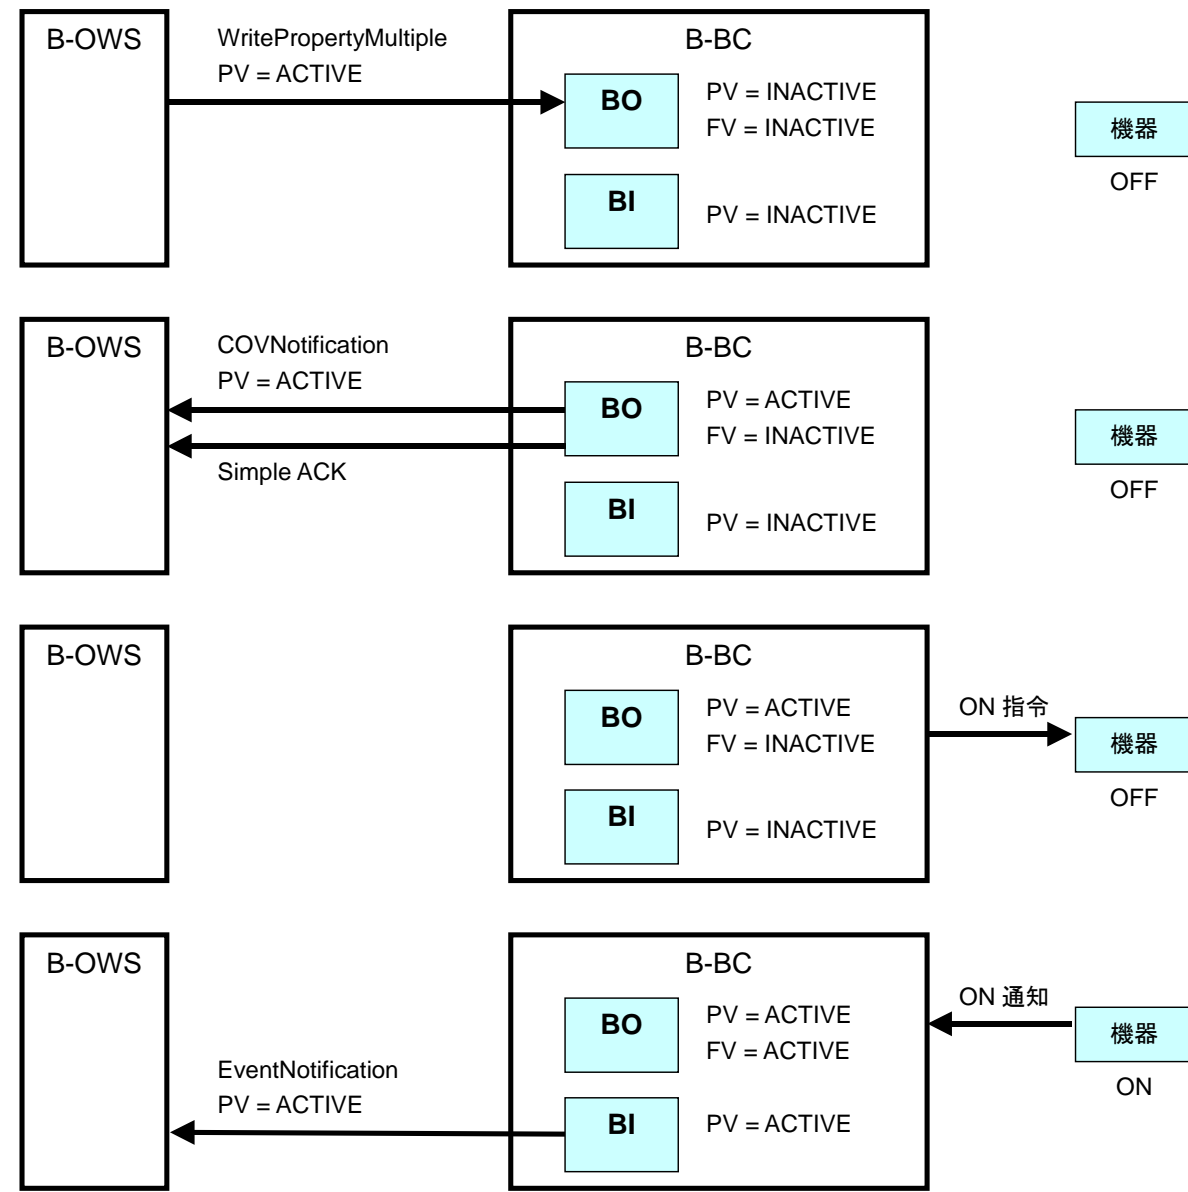 B-OWS
WritePropertyMultiple
PV = ACTIVE
B-BC
BO
PV = INACTIVE
FV = INACTIVE
BI
PV = INACTIVE
機器
OFF
B-OWS
COVNotification
PV = ACTIVE
Simple ACK
B-BC
BO
PV = ACTIVE
FV = INACTIVE
BI
PV = INACTIVE
機器
OFF
B-OWS
B-BC
BO
PV = ACTIVE
FV = INACTIVE
BI
PV = INACTIVE
ON 指令
機器
OFF
B-OWS
EventNotification
PV = ACTIVE
B-BC
BO
PV = ACTIVE
FV = ACTIVE
BI
PV = ACTIVE
ON 通知
機器
ON